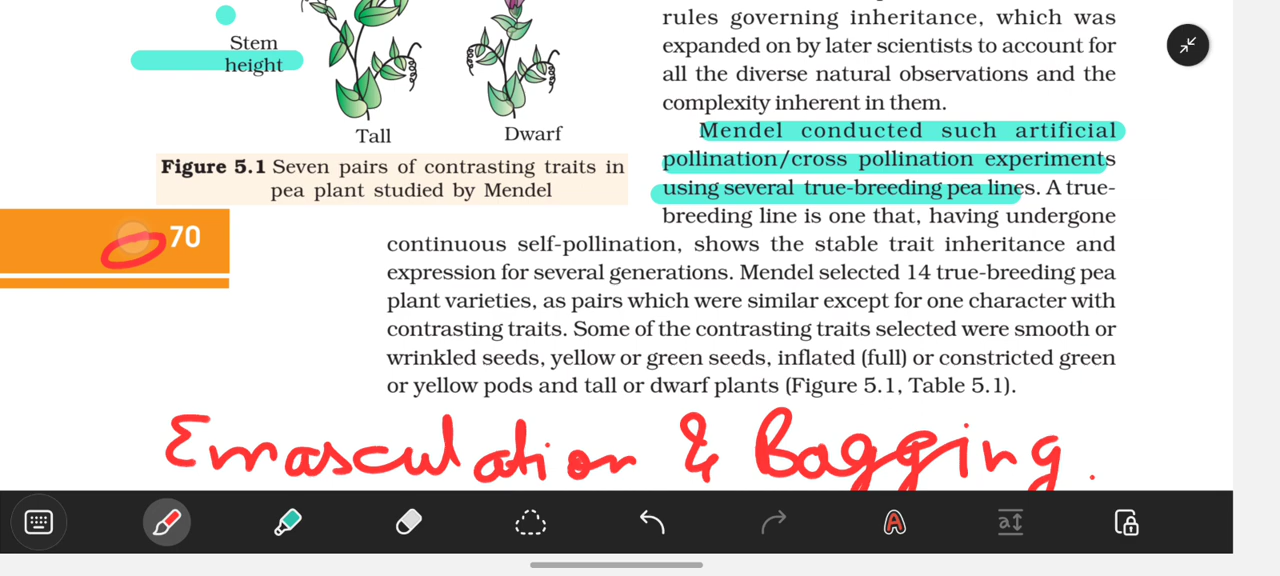 Stem
height
Tall
Dwarf
Figure 5.1 Seven pairs of contrasting traits in
pea plant studied by Mendel
70
rules governing inheritance, which was
expanded on by later scientists to account for
all the diverse natural observations and the
complexity inherent in them.
Mendel conducted such artificial
pollination/cross pollination experiments
using several true-breeding pea lines. A true-
breeding line is one that, having undergone
continuous self-pollination, shows the stable trait inheritance and
expression for several generations. Mendel selected 14 true-breeding pea
plant varieties, as pairs which were similar except for one character with
contrasting traits. Some of the contrasting traits selected were smooth or
wrinkled seeds, yellow or green seeds, inflated (full) or constricted green
or yellow pods and tall or dwarf plants (Figure 5.1, Table 5.1).
Emasculation & Bagging.
A
a